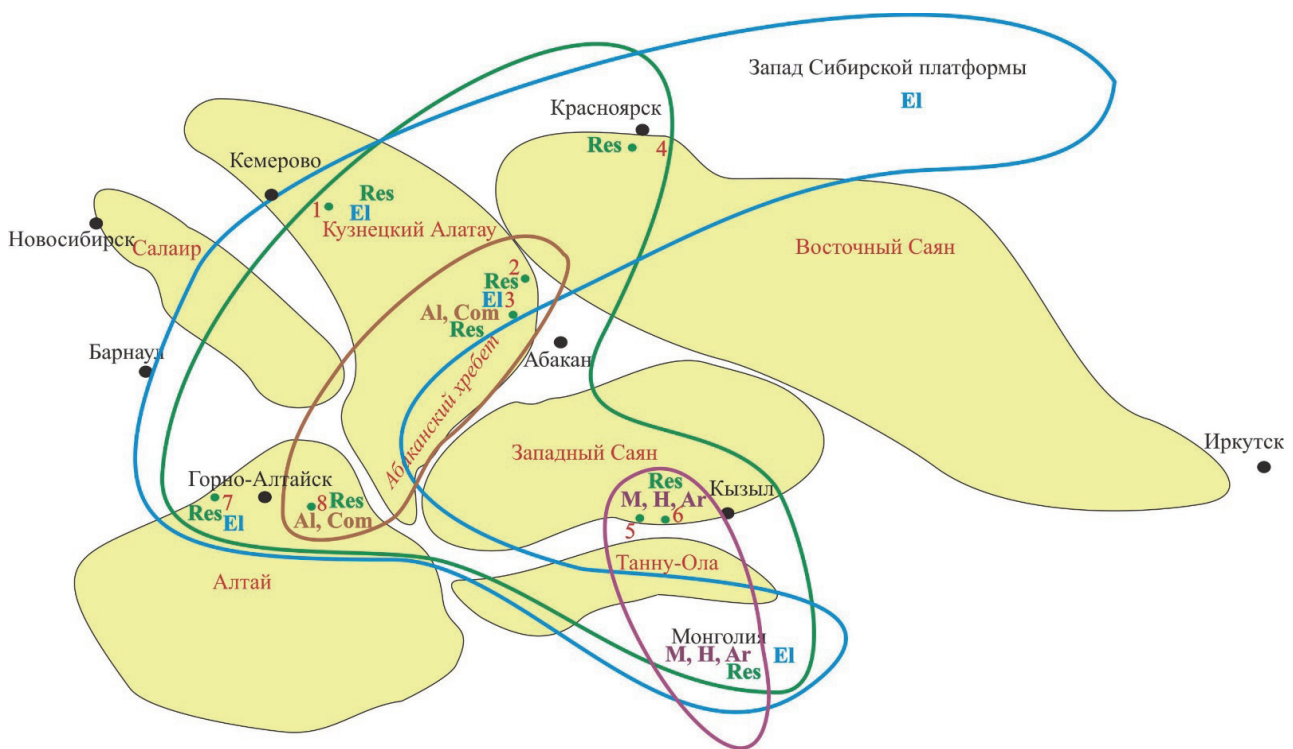 Запад Сибирской платформы
El
Красноярск
Res
4
Кемерово
Res
1
El
Кузнецкий Алатау
Новосибирск
Салаир
Восточный Саян
2
Res
El
3
Al, Com
Res
Барнаул
Абакан
Абаканский хребет
Западный Саян
Иркутск
Горно-Алтайск
7
Res
El
8
Res
Al, Com
Res
M, H, Ar
Кызыл
5
6
Танну-Ола
Алтай
Монголия
M, H, Ar
El
Res